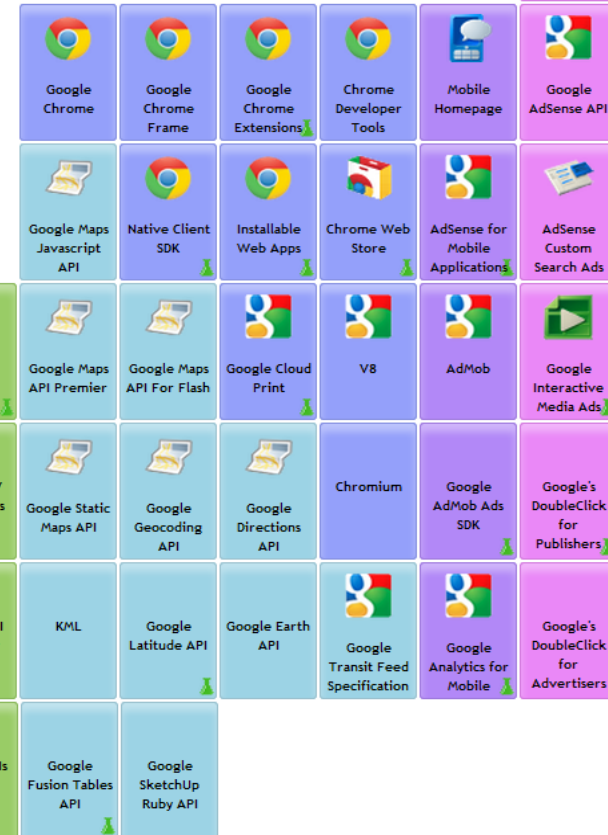 Google
Chrome
Google
Chrome
Frame
Google
Chrome
Extensions
Chrome
Developer
Tools
Mobile
Homepage
Google
AdSense API
Google Maps
Javascript
API
Native Client
SDK
Installable
Web Apps
Chrome Web
Store
AdSense for
Mobile
Applications
AdSense
Custom
Search Ads
Google Maps
API Premier
Google Maps
API For Flash
Google Cloud
Print
V8
AdMob
Google
Interactive
Media Ads
Google Static
Maps API
Google
Geocoding
API
Google
Directions
API
Chromium
Google
AdMob Ads
SDK
Google's
DoubleClick
for
Publishers
KML
Google
Latitude API
Google Earth
API
Google
Transit Feed
Specification
Google
Analytics for
Mobile
Google's
DoubleClick
for
Advertisers
Google
Fusion Tables
API
Google
SketchUp
Ruby API